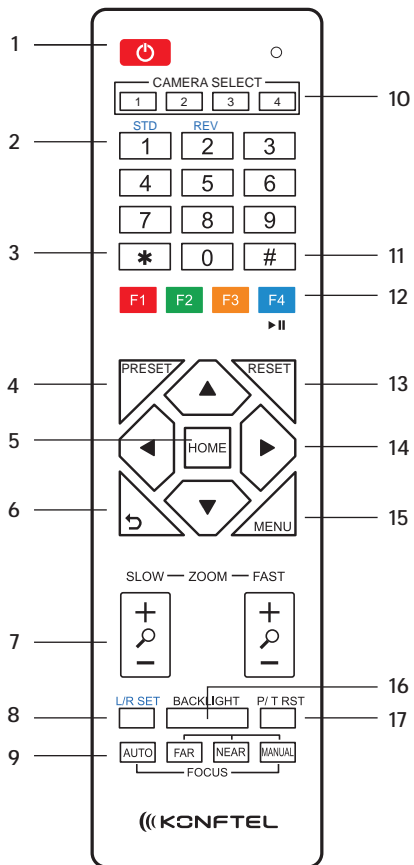 1
CAMERA SELECT
1 2 3 4 10
STD REV
2 1 2 3
4 5 6
7 8 9
3 ✱ 0 # 11
F1 F2 F3 F4 12
4 PRESET RESET 13
5 HOME 14
6 MENU 15
SLOW — ZOOM — FAST
+ +
7
− −
16
8 L/R SET BACKLIGHT P/ T RST 17
9 AUTO FAR NEAR MANUAL
FOCUS
KONFTEL